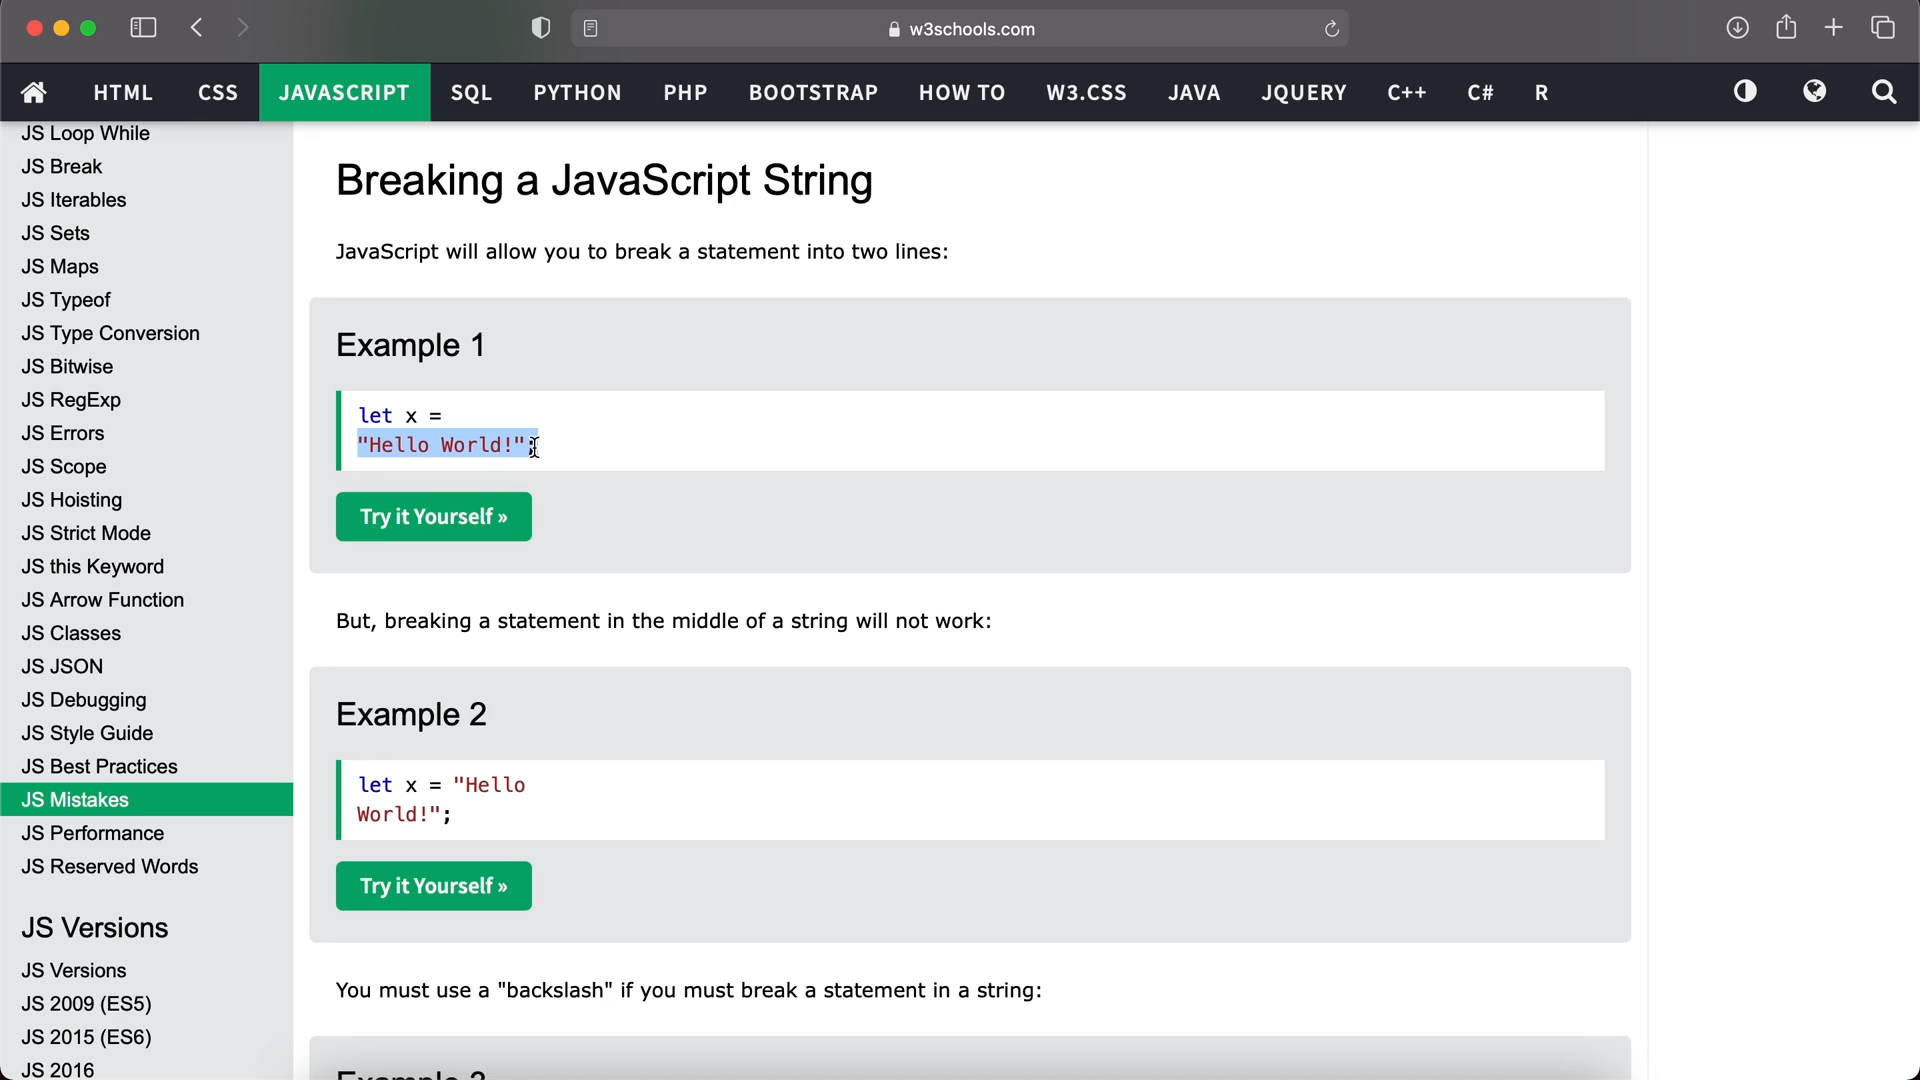 w3schools.com
HTML CSS JAVASCRIPT SQL PYTHON PHP BOOTSTRAP HOW TO W3.CSS JAVA JQUERY C++ C# R
JS Loop While
JS Break
JS Iterables
JS Sets
JS Maps
JS Typeof
JS Type Conversion
JS Bitwise
JS RegExp
JS Errors
JS Scope
JS Hoisting
JS Strict Mode
JS this Keyword
JS Arrow Function
JS Classes
JS JSON
JS Debugging
JS Style Guide
JS Best Practices
JS Mistakes
JS Performance
JS Reserved Words
JS Versions
JS Versions
JS 2009 (ES5)
JS 2015 (ES6)
JS 2016
Breaking a JavaScript String
JavaScript will allow you to break a statement into two lines:
Example 1
let x =
"Hello World!";
Try it Yourself »
But, breaking a statement in the middle of a string will not work:
Example 2
let x = "Hello
World!";
Try it Yourself »
You must use a "backslash" if you must break a statement in a string:
Example 3